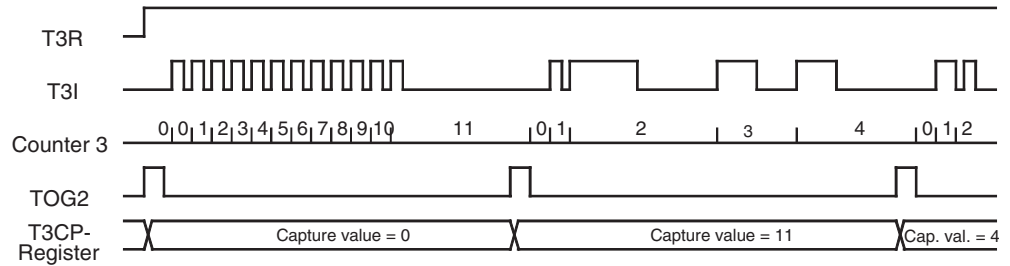 T3R
T3I
Counter 3 0 0 1 2 3 4 5 6 7 8 9 10 11 0 1 2 3 4 0 1 2
TOG2
T3CP-
Register
Capture value = 0 Capture value = 11 Cap. val. = 4